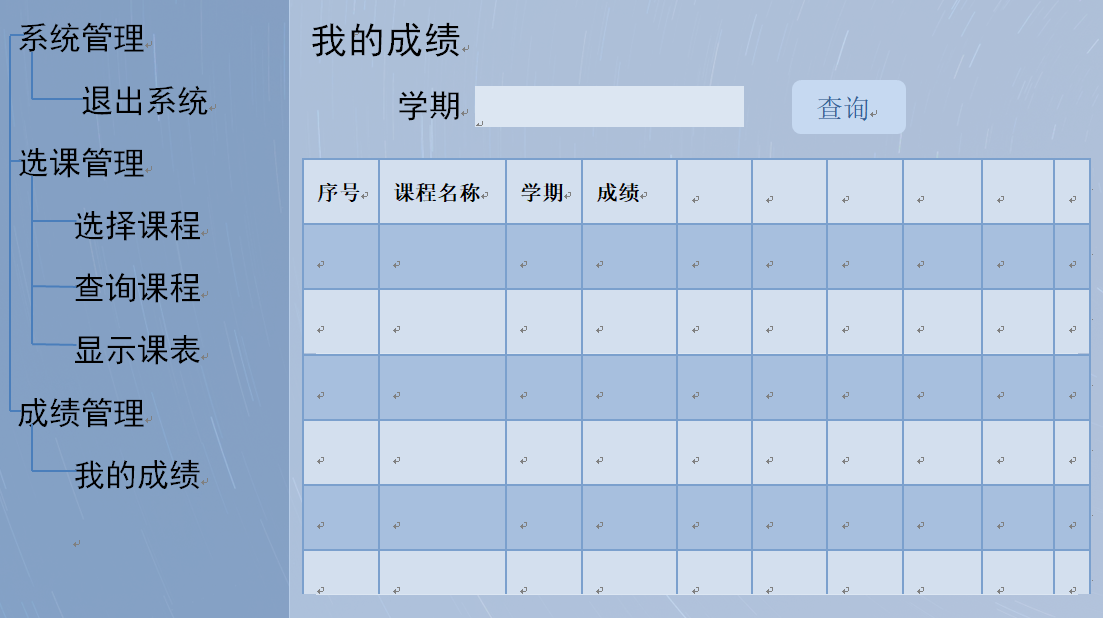 系统管理
退出系统
选课管理
选择课程
查询课程
显示课表
成绩管理
我的成绩
我的成绩
学期 查询
序号 课程名称 学期 成绩